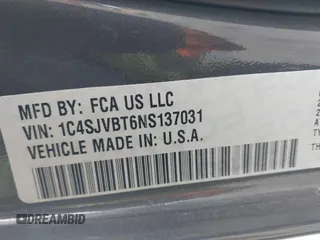 MFD BY: FCA US LLC
VIN: 1C4SJVBT6NS137031
VEHICLE MADE IN: U.S.A.
DREAMBID